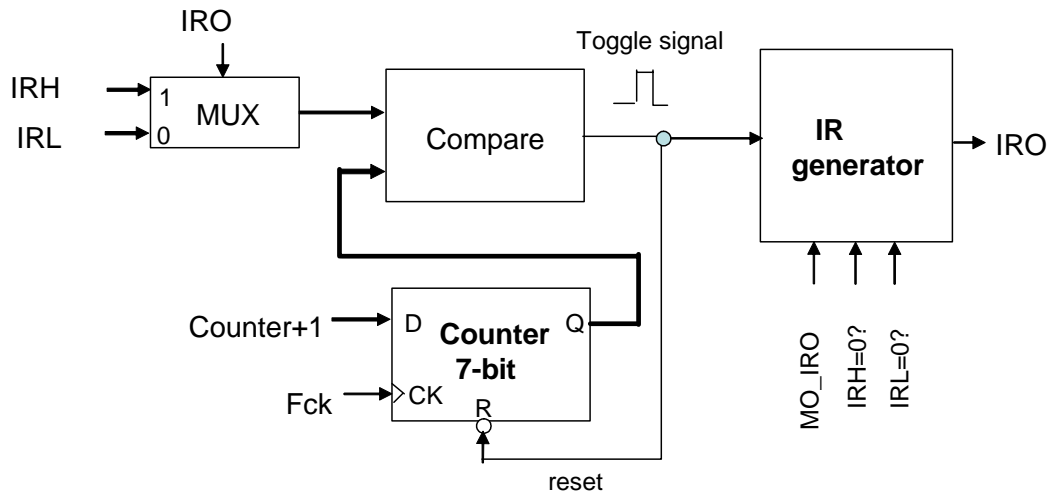 IRO
IRH
IRL
1
0
MUX
Compare
Toggle signal
IR
generator
IRO
Counter+1
Fck
D
Q
Counter
7-bit
CK
R
reset
MO_IRO
IRH=0?
IRL=0?